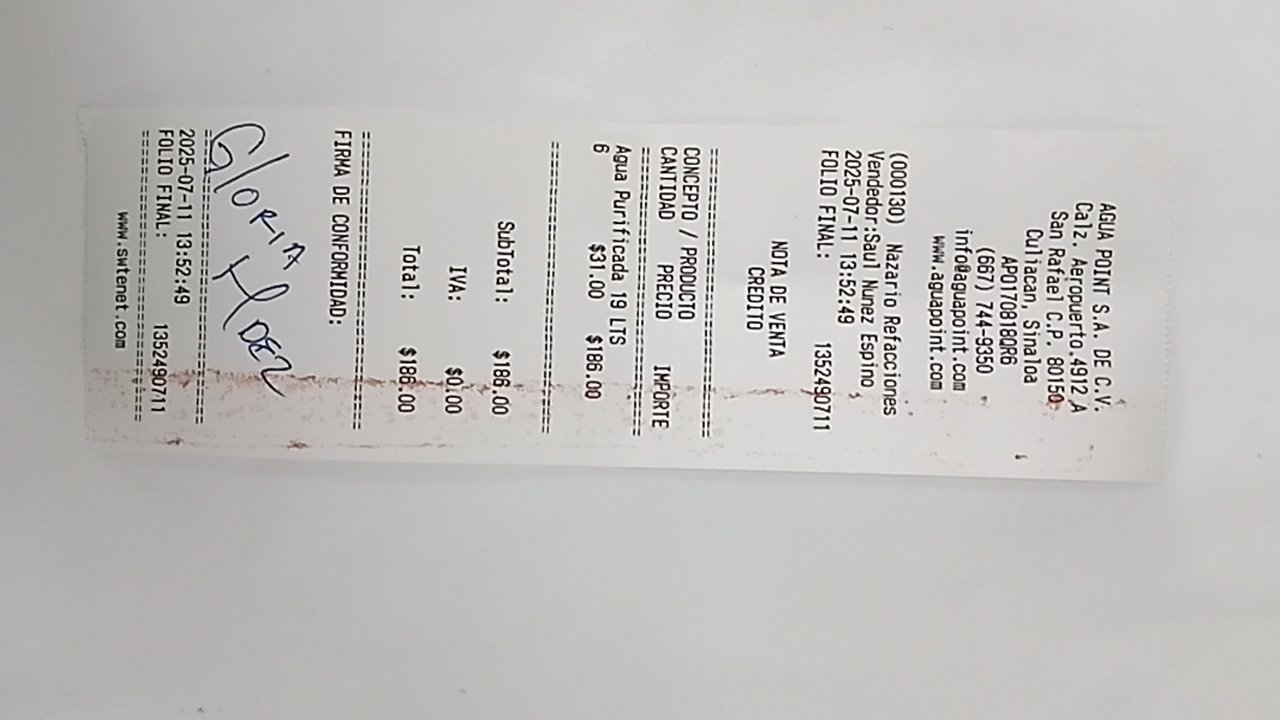 AGUA POINT S.A. DE C.V.
Calz. Aeropuerto 4912 A
San Rafael C.P. 80150
Culiacan, Sinaloa
APO170818QR6
(667) 744-9350
info@aguapoint.com
www.aguapoint.com
(000130) Nazario Refacciones
Vendedor:Saul Nunez Espino
2025-07-11 13:52:49
FOLIO FINAL: 1352490711
NOTA DE VENTA
CREDITO
==============================
CONCEPTO / PRODUCTO
CANTIDAD PRECIO IMPORTE
==============================
Agua Purificada 19 LTS
6 $31.00 $186.00
==============================
SubTotal: $186.00
IVA: $0.00
Total: $186.00
==============================
FIRMA DE CONFORMIDAD:
GlORIA
==============================
2025-07-11 13:52:49
FOLIO FINAL: 1352490711
==============================
www.swtenet.com